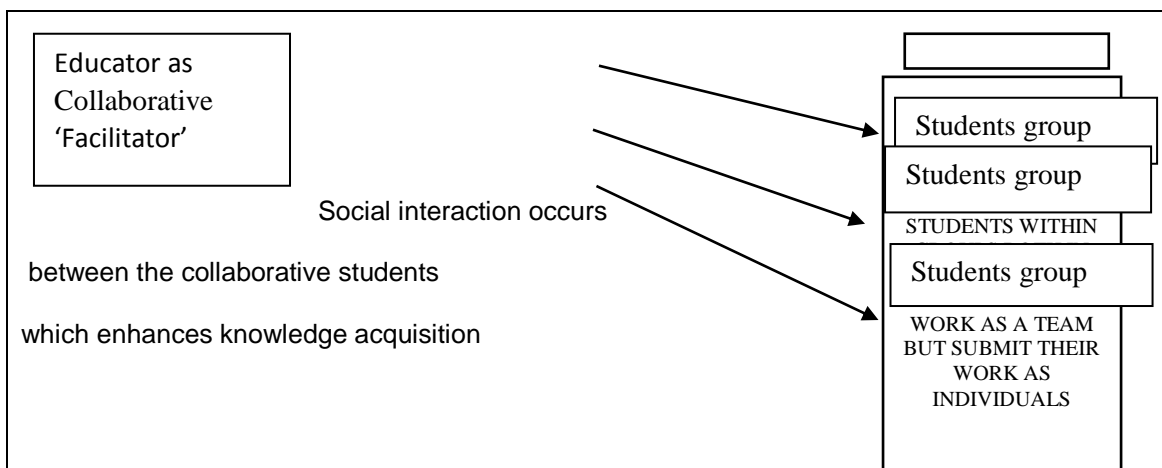 Educator as
Collaborative
‘Facilitator’
Social interaction occurs
between the collaborative students
which enhances knowledge acquisition
Students group
Students group
STUDENTS WITHIN
Students group
WORK AS A TEAM
BUT SUBMIT THEIR
WORK AS
INDIVIDUALS